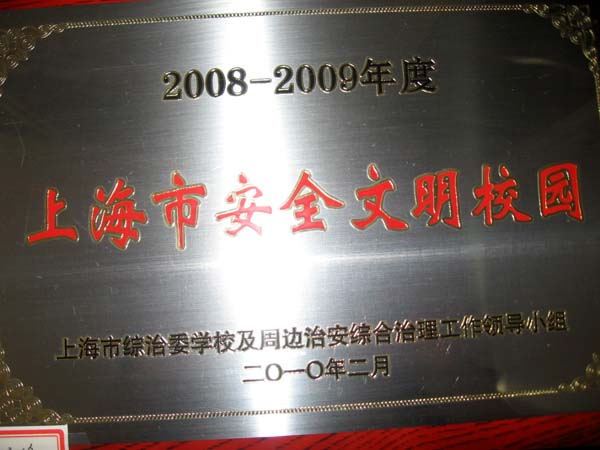 2008-2009年度
上海市安全文明校园
上海市综治委学校及周边治安综合治理工作领导小组
二〇一〇年二月